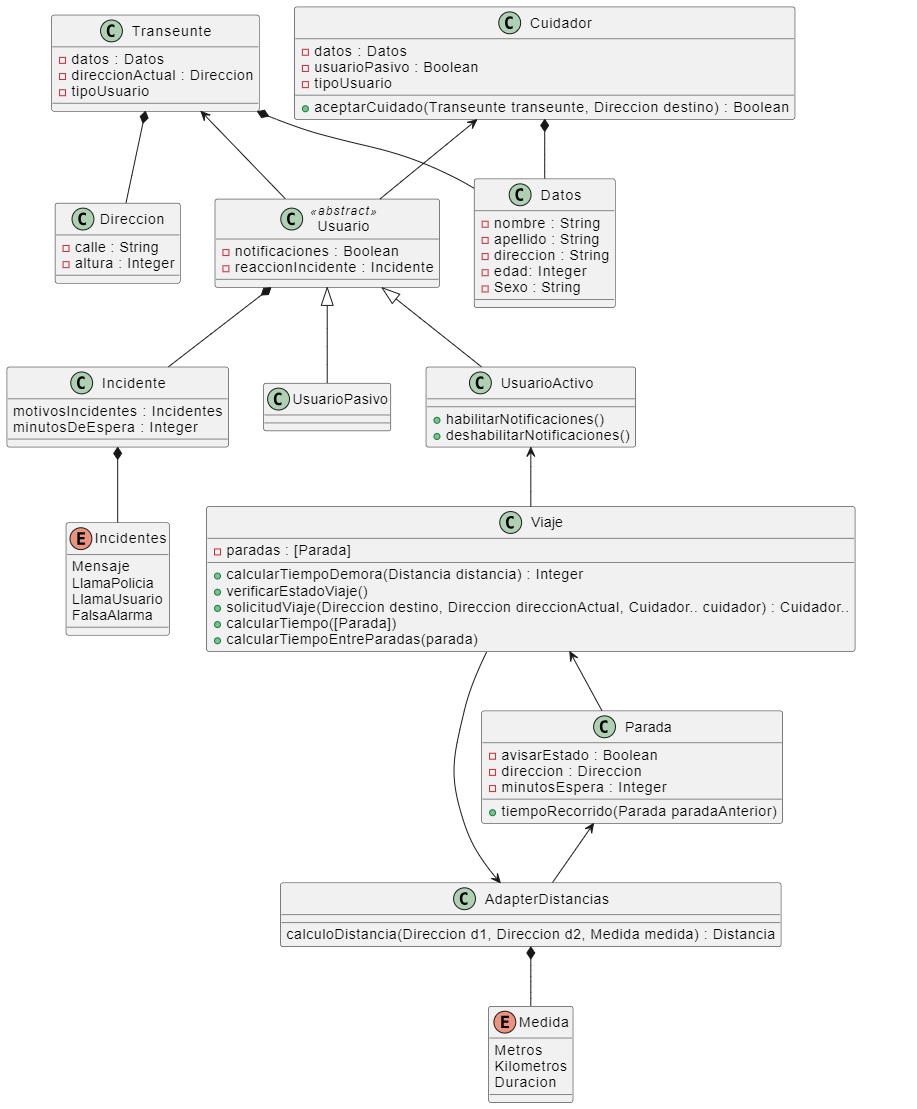 C Transeunte
datos : Datos
direccionActual : Direccion
tipoUsuario
C Cuidador
datos : Datos
usuarioPasivo : Boolean
tipoUsuario
aceptarCuidado(Transeunte transeunte, Direccion destino) : Boolean
C Direccion
calle : String
altura : Integer
C «abstract»
Usuario
notificaciones : Boolean
reaccionIncidente : Incidente
C Datos
nombre : String
apellido : String
direccion : String
edad: Integer
Sexo : String
C Incidente
motivosIncidentes : Incidentes
minutosDeEspera : Integer
C UsuarioPasivo
C UsuarioActivo
habilitarNotificaciones()
deshabilitarNotificaciones()
E Incidentes
Mensaje
LlamaPolicia
LlamaUsuario
FalsaAlarma
C Viaje
paradas : [Parada]
calcularTiempoDemora(Distancia distancia) : Integer
verificarEstadoViaje()
solicitudViaje(Direccion destino, Direccion direccionActual, Cuidador.. cuidador) : Cuidador..
calcularTiempo([Parada])
calcularTiempoEntreParadas(parada)
C Parada
avisarEstado : Boolean
direccion : Direccion
minutosEspera : Integer
tiempoRecorrido(Parada paradaAnterior)
C AdapterDistancias
calculoDistancia(Direccion d1, Direccion d2, Medida medida) : Distancia
E Medida
Metros
Kilometros
Duracion